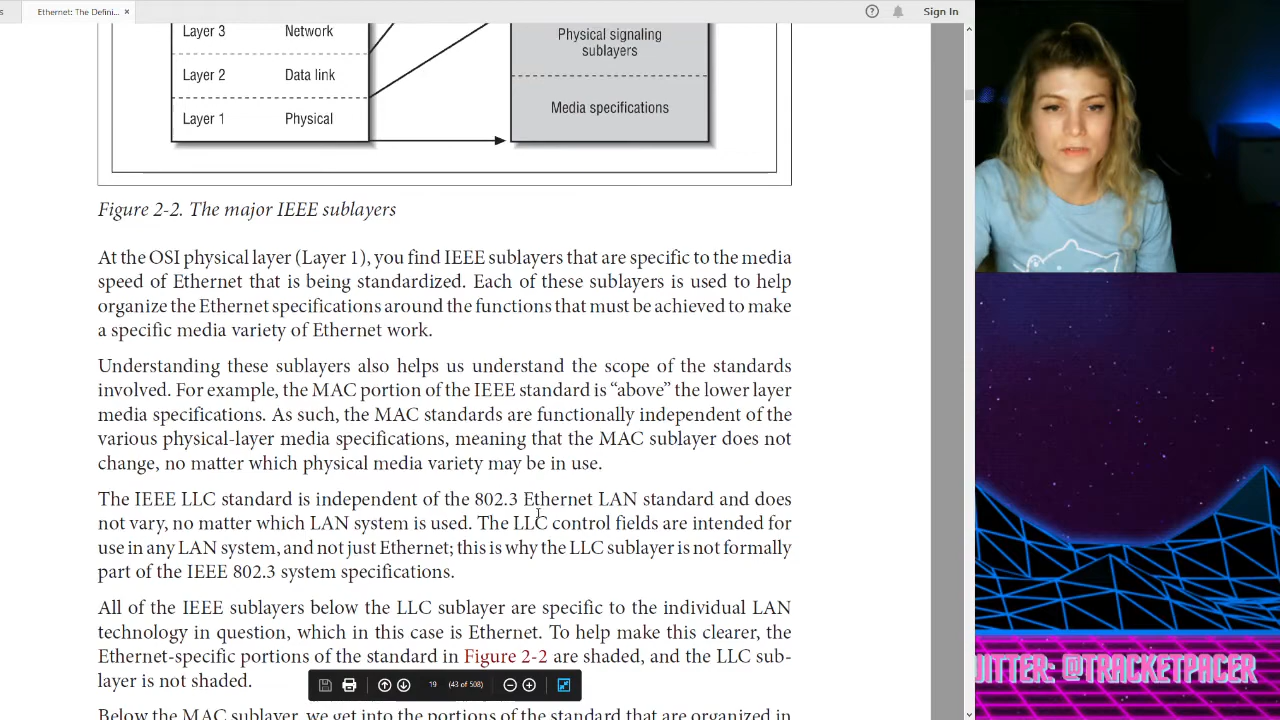 s
Ethernet: The Defini... ×
? Sign In
Layer 3 Network
Physical signaling
sublayers
Layer 2 Data link
Media specifications
Layer 1 Physical
Figure 2-2. The major IEEE sublayers
At the OSI physical layer (Layer 1), you find IEEE sublayers that are specific to the media
speed of Ethernet that is being standardized. Each of these sublayers is used to help
organize the Ethernet specifications around the functions that must be achieved to make
a specific media variety of Ethernet work.
Understanding these sublayers also helps us understand the scope of the standards
involved. For example, the MAC portion of the IEEE standard is “above” the lower layer
media specifications. As such, the MAC standards are functionally independent of the
various physical-layer media specifications, meaning that the MAC sublayer does not
change, no matter which physical media variety may be in use.
The IEEE LLC standard is independent of the 802.3 Ethernet LAN standard and does
not vary, no matter which LAN system is used. The LLC control fields are intended for
use in any LAN system, and not just Ethernet; this is why the LLC sublayer is not formally
part of the IEEE 802.3 system specifications.
All of the IEEE sublayers below the LLC sublayer are specific to the individual LAN
technology in question, which in this case is Ethernet. To help make this clearer, the
Ethernet-specific portions of the standard in Figure 2-2 are shaded, and the LLC sub-
layer is not shaded.
19 (43 of 508)
Below the MAC sublayer, we get into the portions of the standard that are organized in
ITTER: @TRACKETPACER